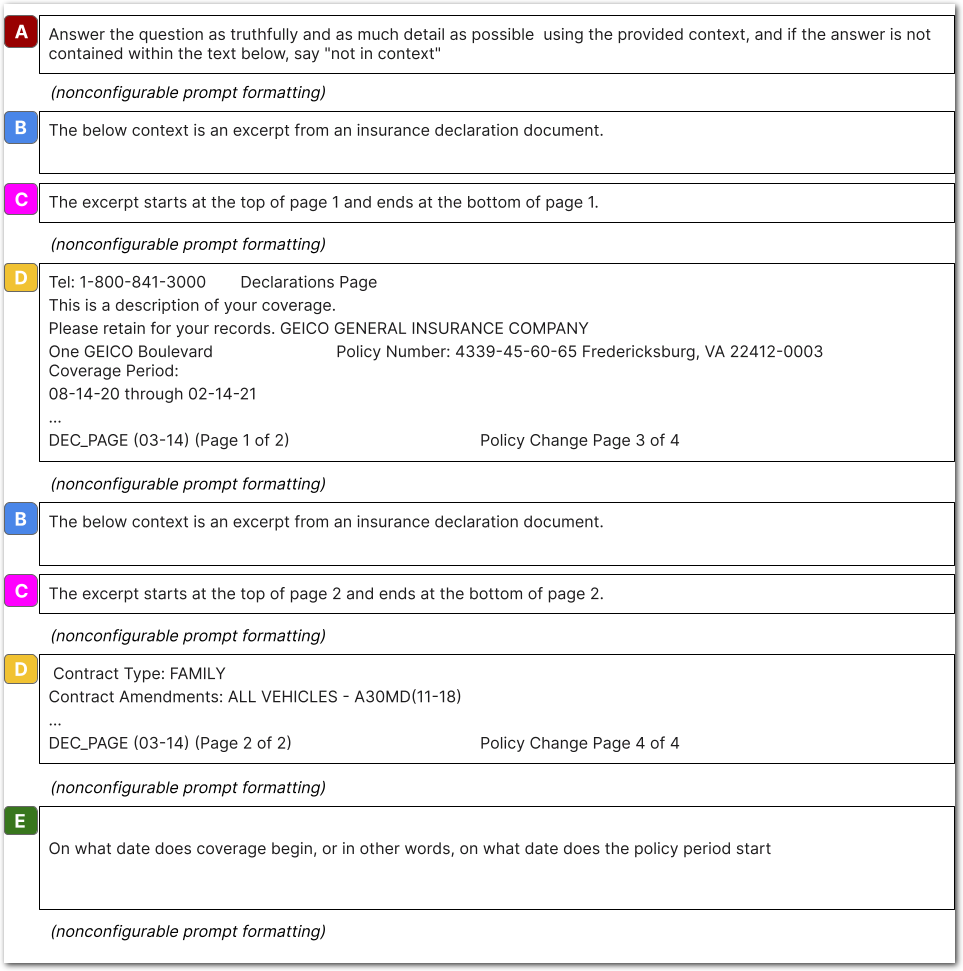 A
Answer the question as truthfully and as much detail as possible  using the provided context, and if the answer is not
contained within the text below, say "not in context"
(nonconfigurable prompt formatting)
B
The below context is an excerpt from an insurance declaration document.
C
The excerpt starts at the top of page 1 and ends at the bottom of page 1.
(nonconfigurable prompt formatting)
D
Tel: 1-800-841-3000 Declarations Page
This is a description of your coverage.
Please retain for your records. GEICO GENERAL INSURANCE COMPANY
One GEICO Boulevard Policy Number: 4339-45-60-65 Fredericksburg, VA 22412-0003
Coverage Period:
08-14-20 through 02-14-21
...
DEC_PAGE (03-14) (Page 1 of 2) Policy Change Page 3 of 4
(nonconfigurable prompt formatting)
B
The below context is an excerpt from an insurance declaration document.
C
The excerpt starts at the top of page 2 and ends at the bottom of page 2.
(nonconfigurable prompt formatting)
D
Contract Type: FAMILY
Contract Amendments: ALL VEHICLES - A30MD(11-18)
...
DEC_PAGE (03-14) (Page 2 of 2) Policy Change Page 4 of 4
(nonconfigurable prompt formatting)
E
On what date does coverage begin, or in other words, on what date does the policy period start
(nonconfigurable prompt formatting)